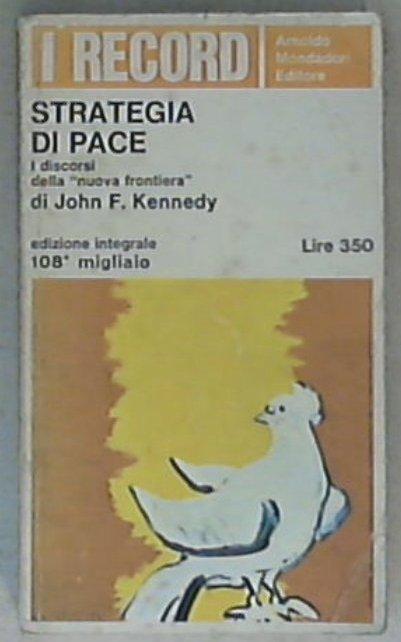 I RECORD
Arnoldo
Mondadori
Editore
STRATEGIA
DI PACE
I discorsi
della "nuova frontiera"
di John F. Kennedy
edizione integrale
Lire 350
108° migliaio